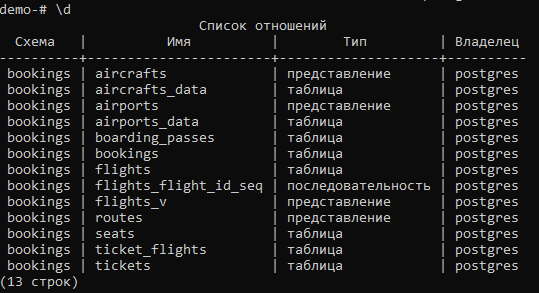 demo-# \d
Список отношений
Схема | Имя | Тип | Владелец
----------+-----------------------+--------------------+----------
bookings | aircrafts | представление | postgres
bookings | aircrafts_data | таблица | postgres
bookings | airports | представление | postgres
bookings | airports_data | таблица | postgres
bookings | boarding_passes | таблица | postgres
bookings | bookings | таблица | postgres
bookings | flights | таблица | postgres
bookings | flights_flight_id_seq | последовательность | postgres
bookings | flights_v | представление | postgres
bookings | routes | представление | postgres
bookings | seats | таблица | postgres
bookings | ticket_flights | таблица | postgres
bookings | tickets | таблица | postgres
(13 строк)